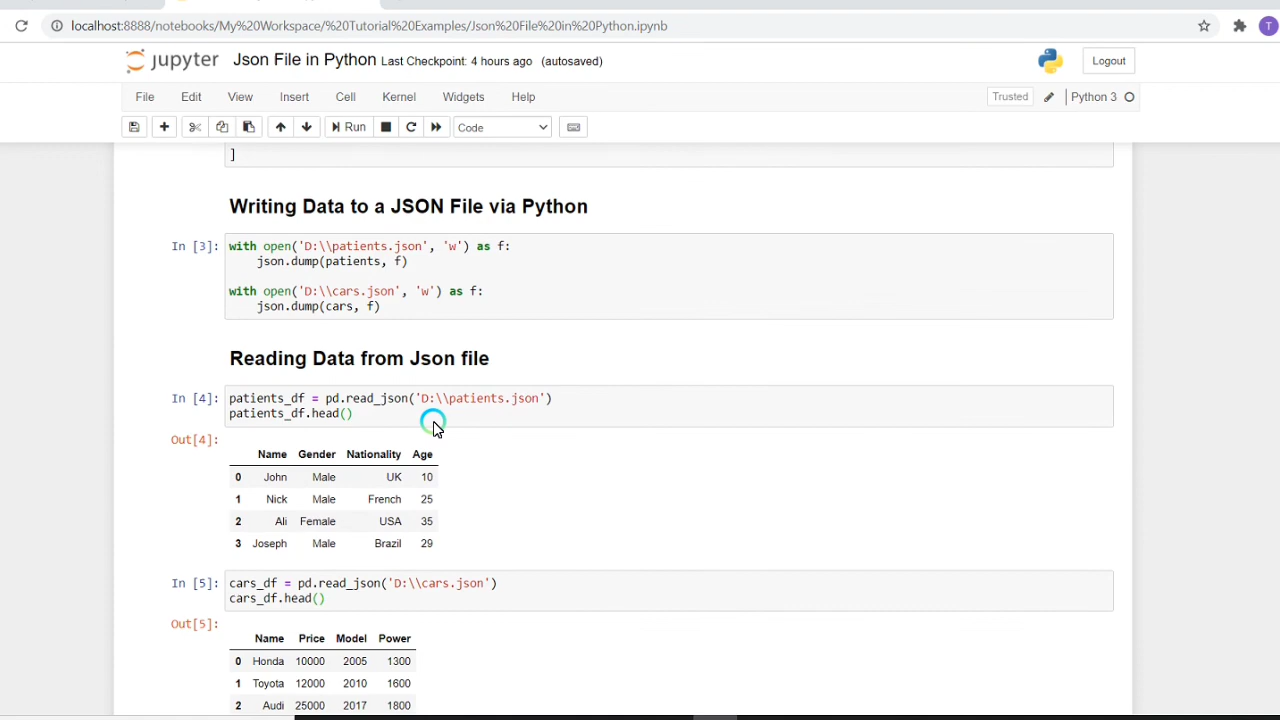 localhost:8888/notebooks/My%20Workspace/%20Tutorial%20Examples/Json%20File%20in%20Python.ipynb
T
jupyter Json File in Python Last Checkpoint: 4 hours ago (autosaved)
Logout
File Edit View Insert Cell Kernel Widgets Help
Trusted Python 3
Run Code
]
Writing Data to a JSON File via Python
In [3]: with open('D:\\patients.json', 'w') as f:
json.dump(patients, f)
with open('D:\\cars.json', 'w') as f:
json.dump(cars, f)
Reading Data from Json file
In [4]: patients_df = pd.read_json('D:\\patients.json')
patients_df.head()
Out[4]:
Name Gender Nationality Age
0 John Male UK 10
1 Nick Male French 25
2 Ali Female USA 35
3 Joseph Male Brazil 29
In [5]: cars_df = pd.read_json('D:\\cars.json')
cars_df.head()
Out[5]:
Name Price Model Power
0 Honda 10000 2005 1300
1 Toyota 12000 2010 1600
2 Audi 25000 2017 1800